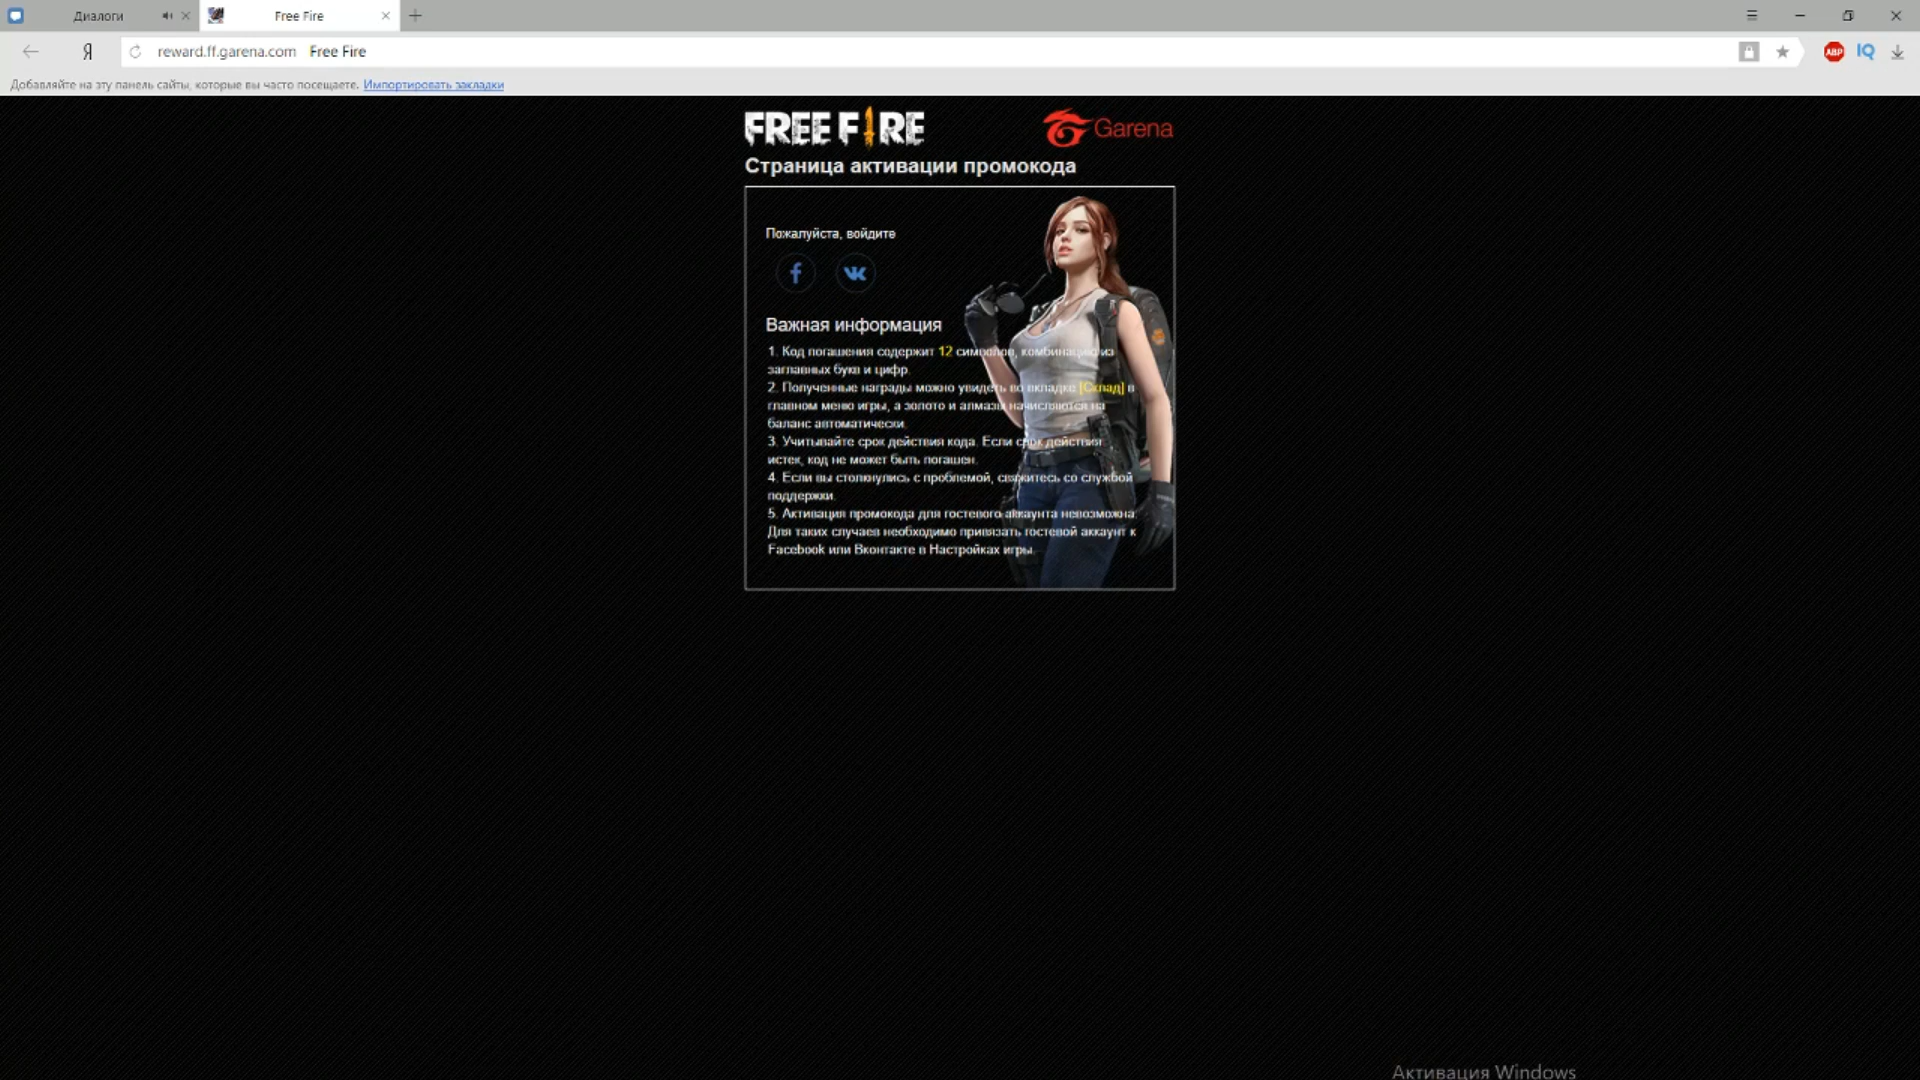 Диалоги
Free Fire
Я
reward.ff.garena.com Free Fire
ABP
IQ
Добавляйте на эту панель сайты, которые вы часто посещаете. Импортировать закладки
FREE FIRE
Garena
Страница активации промокода
Пожалуйста, войдите
Важная информация
1. Код погашения содержит 12 символов, комбинацию из
заглавных букв и цифр.
2. Полученные награды можно увидеть во вкладке [Склад] в
главном меню игры, а золото и алмазы начисляются на
баланс автоматически.
3. Учитывайте срок действия кода. Если срок действия
истек, код не может быть погашен.
4. Если вы столкнулись с проблемой, свяжитесь со службой
поддержки.
5. Активация промокода для гостевого аккаунта невозможна.
Для таких случаев необходимо привязать гостевой аккаунт к
Facebook или Вконтакте в Настройках игры.
Активация Windows